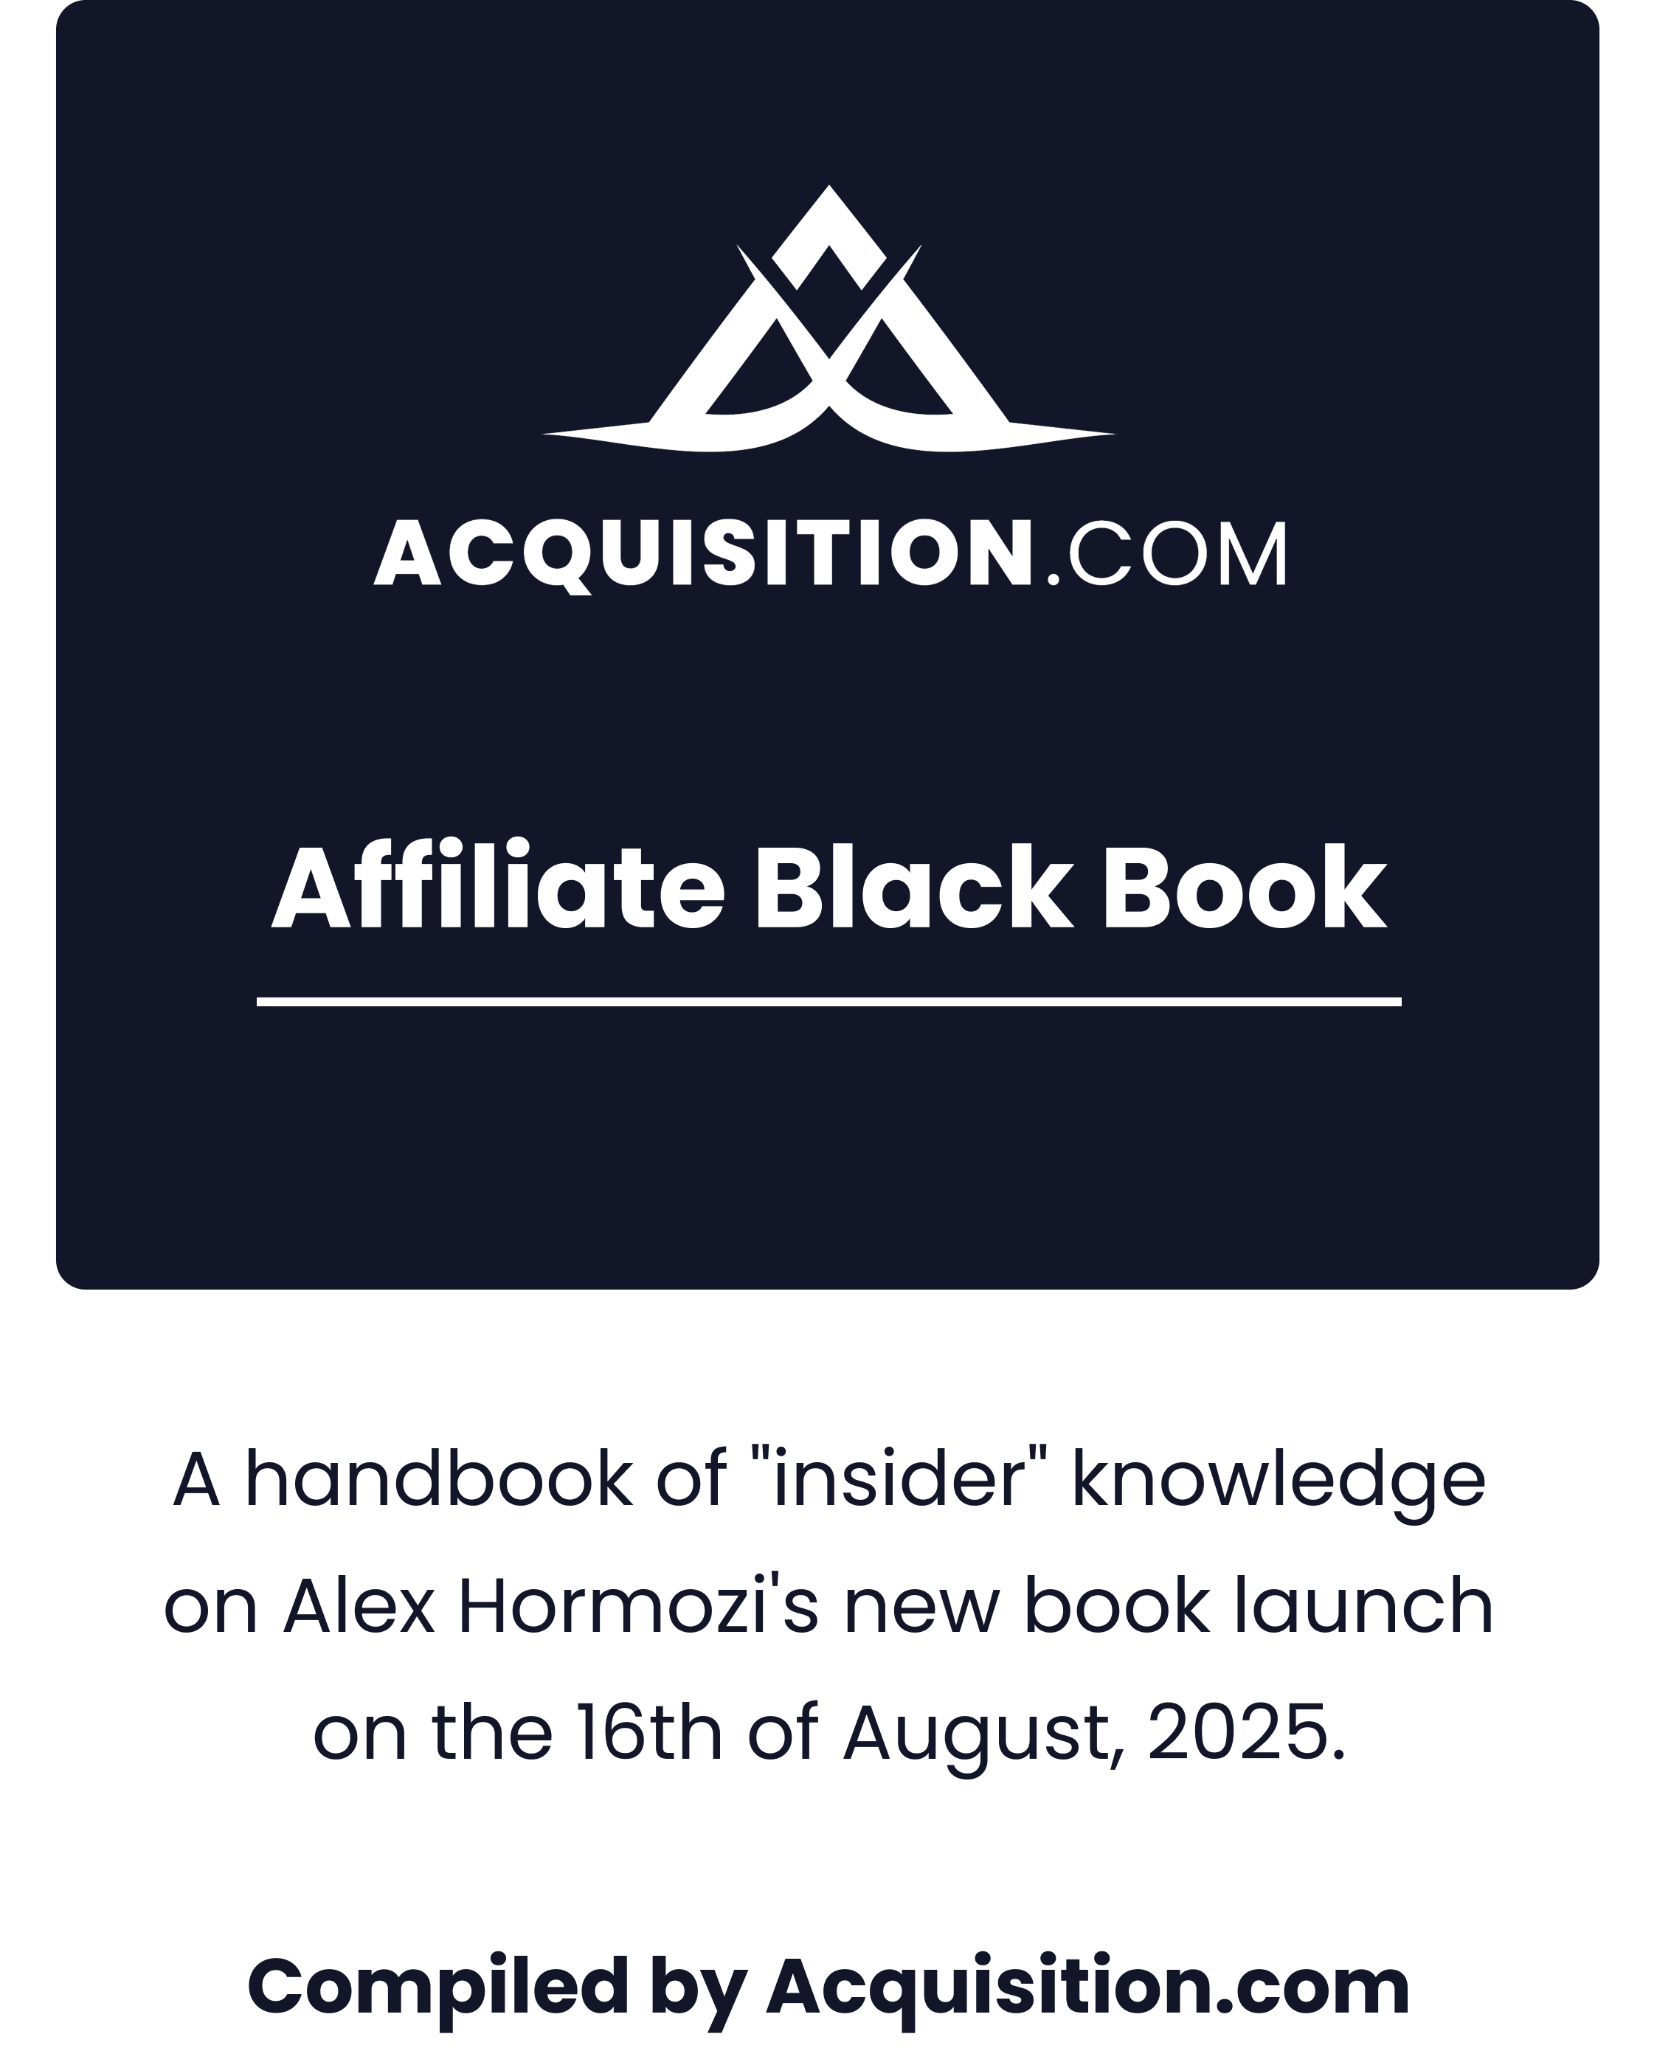 ACQUISITION.COM
Affiliate Black Book
A handbook of "insider" knowledge
on Alex Hormozi's new book launch
on the 16th of August, 2025.
Compiled by Acquisition.com